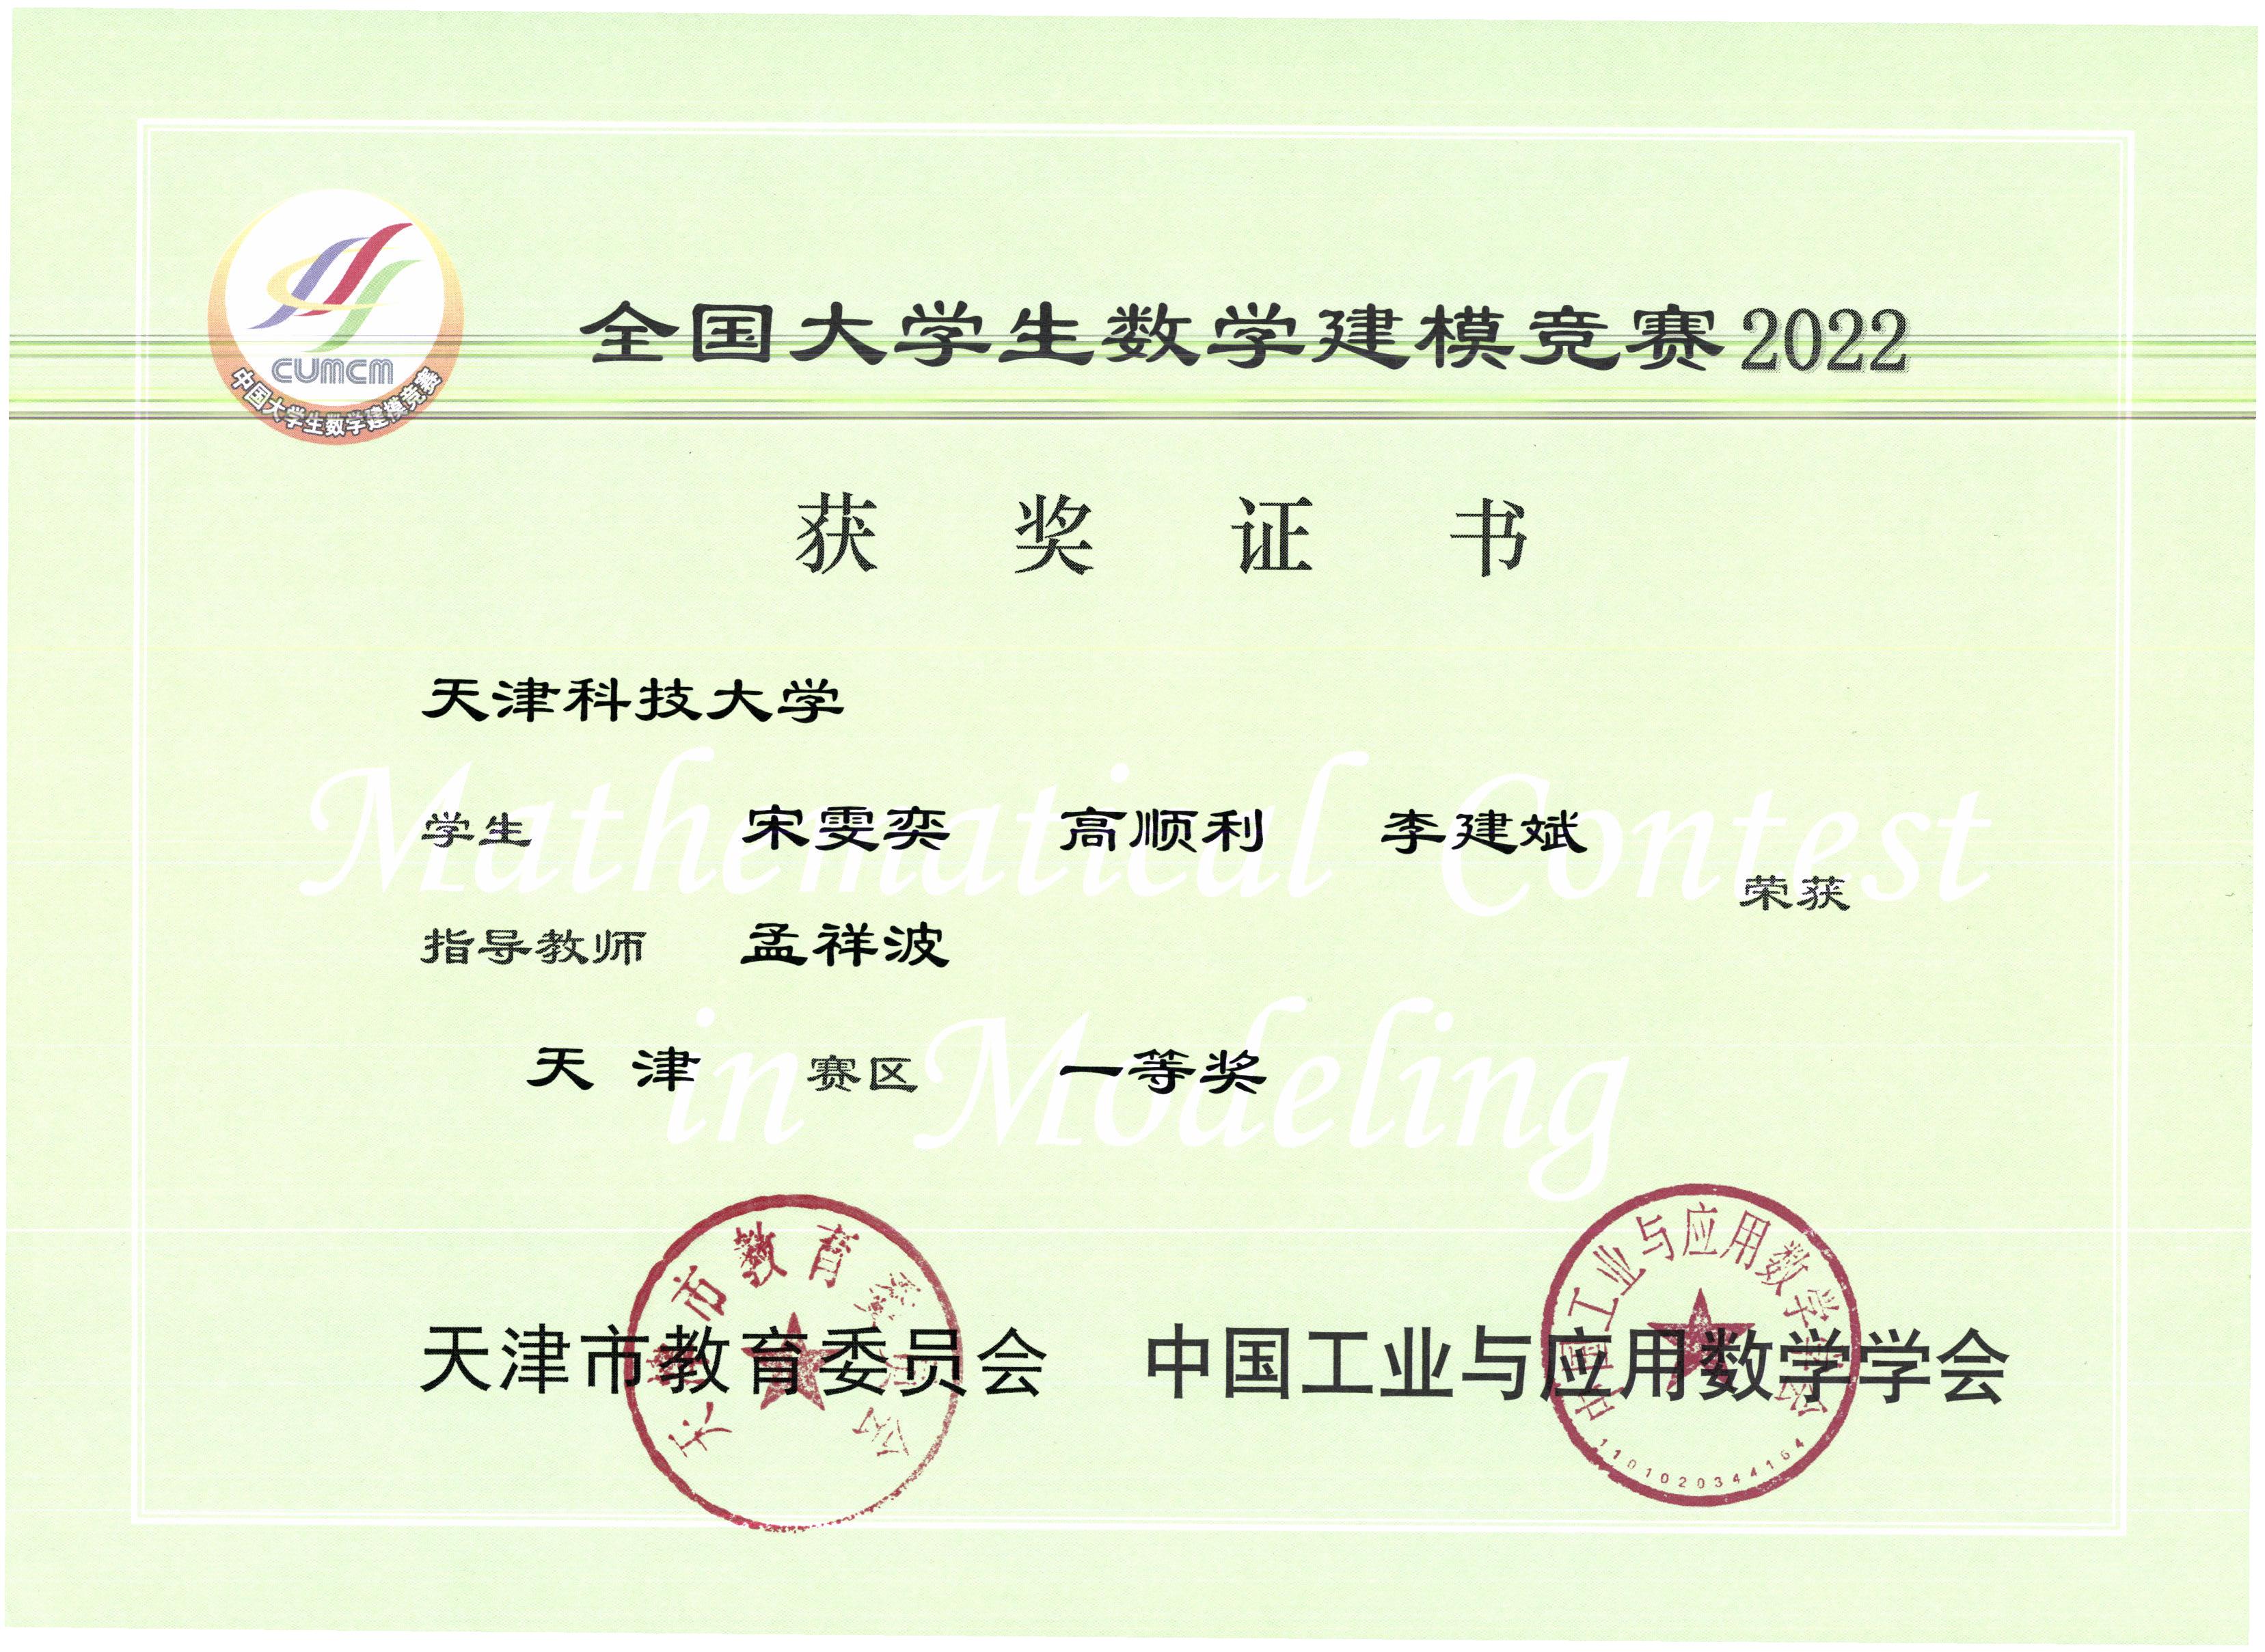 CUMCM
中国大学生数学建模竞赛
全国大学生数学建模竞赛2022
获奖证书
天津科技大学
Mathematical Contest
学生 宋雯奕 高顺利 李建斌
荣获
指导教师 孟祥波
in Modeling
天津 赛区 一等奖
天津市教育委员会 中国工业与应用数学学会
天津市教育委员会
中国工业与应用数学学会
1101020344164